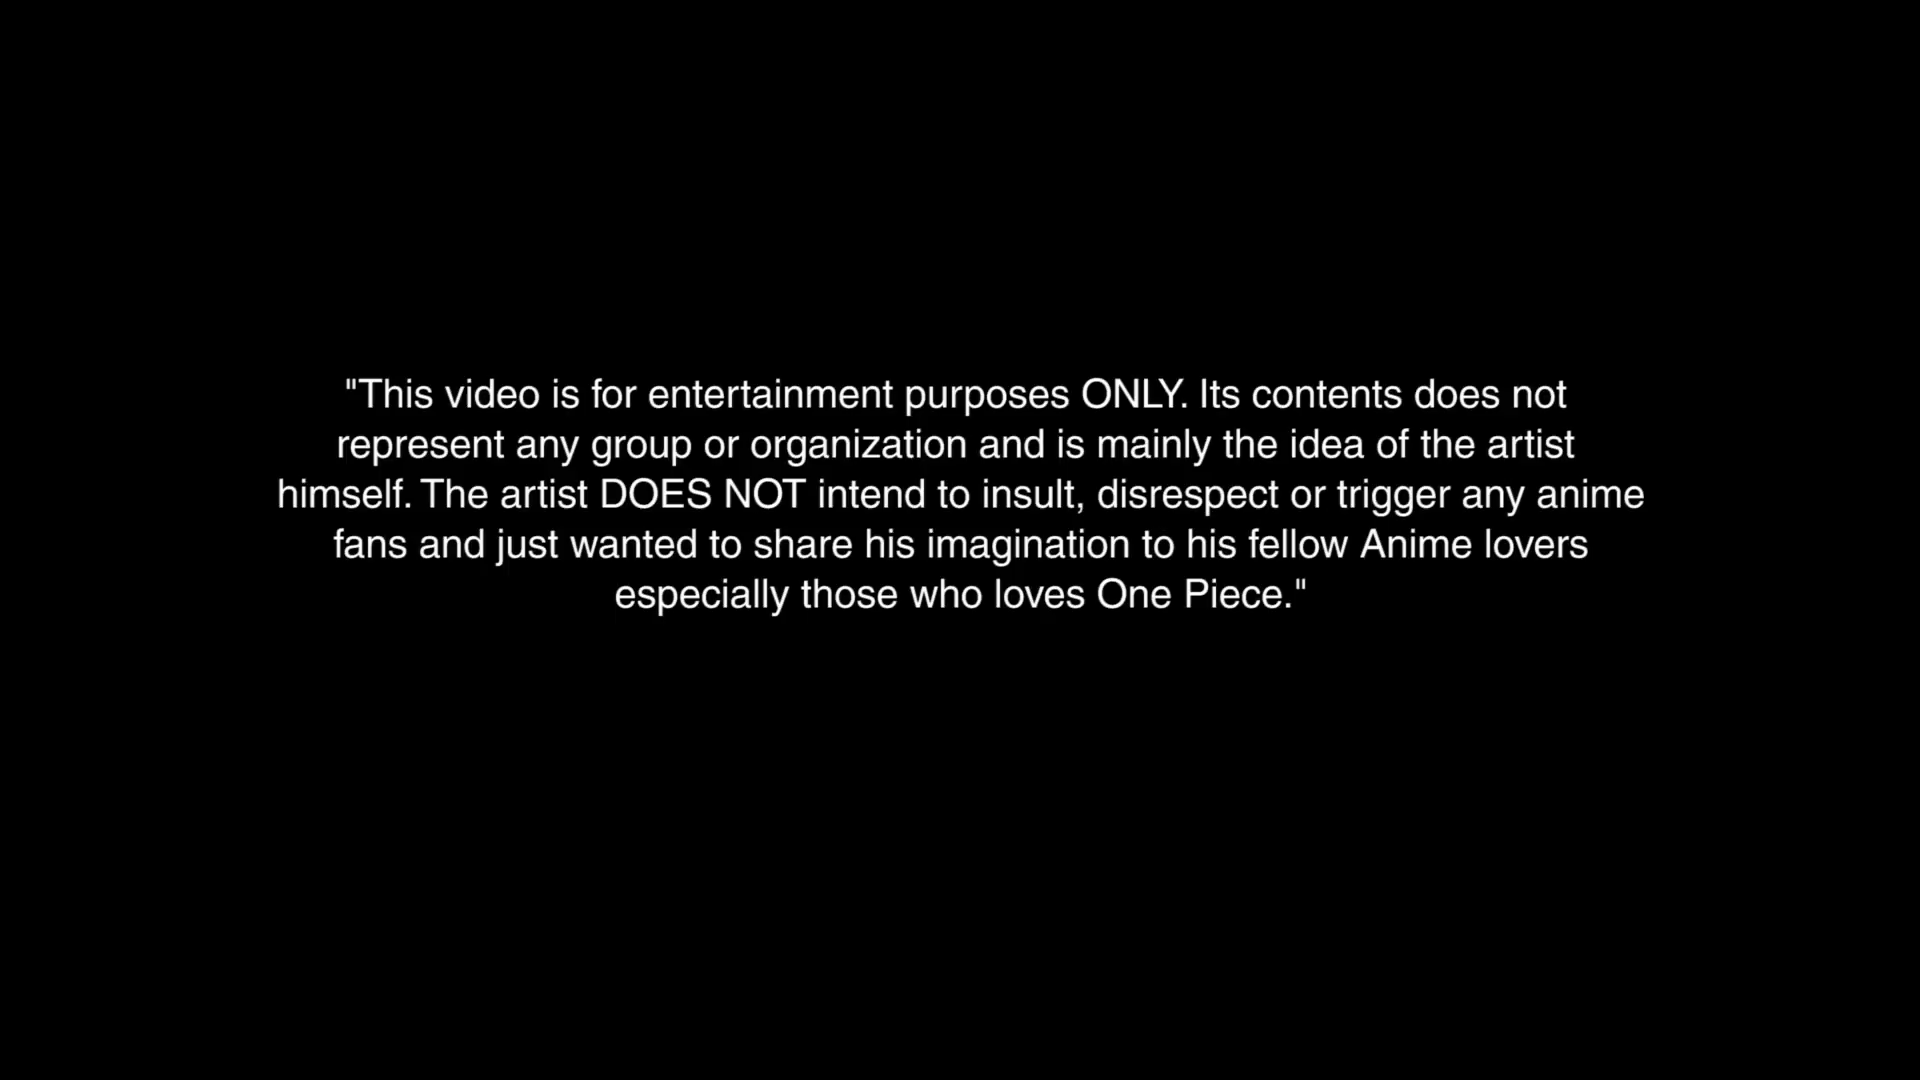 "This video is for entertainment purposes ONLY. Its contents does not
represent any group or organization and is mainly the idea of the artist
himself. The artist DOES NOT intend to insult, disrespect or trigger any anime
fans and just wanted to share his imagination to his fellow Anime lovers
especially those who loves One Piece."